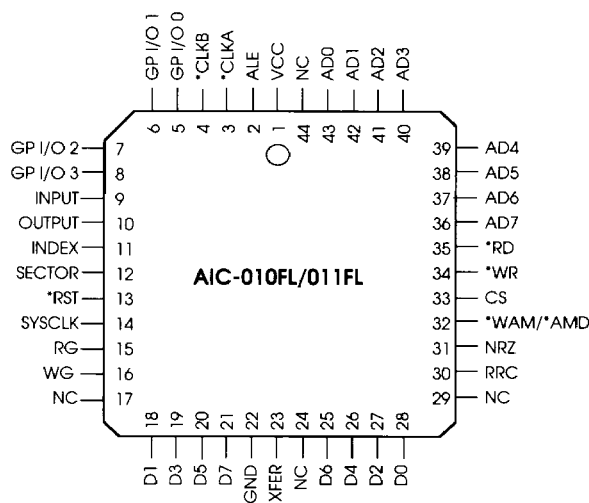 GP I/O 1
GP I/O 0
*CLKB
*CLKA
ALE
VCC
NC
AD0
AD1
AD2
AD3
6 5 4 3 2 1 44 43 42 41 40
GP I/O 2 7 39 AD4
GP I/O 3 8 38 AD5
INPUT 9 37 AD6
OUTPUT 10 36 AD7
INDEX 11 35 *RD
SECTOR 12 34 *WR
AIC-010FL/011FL
*RST 13 33 CS
SYSCLK 14 32 *WAM/*AMD
RG 15 31 NRZ
WG 16 30 RRC
NC 17 29 NC
18 19 20 21 22 23 24 25 26 27 28
D1
D3
D5
D7
GND
XFER
NC
D6
D4
D2
D0